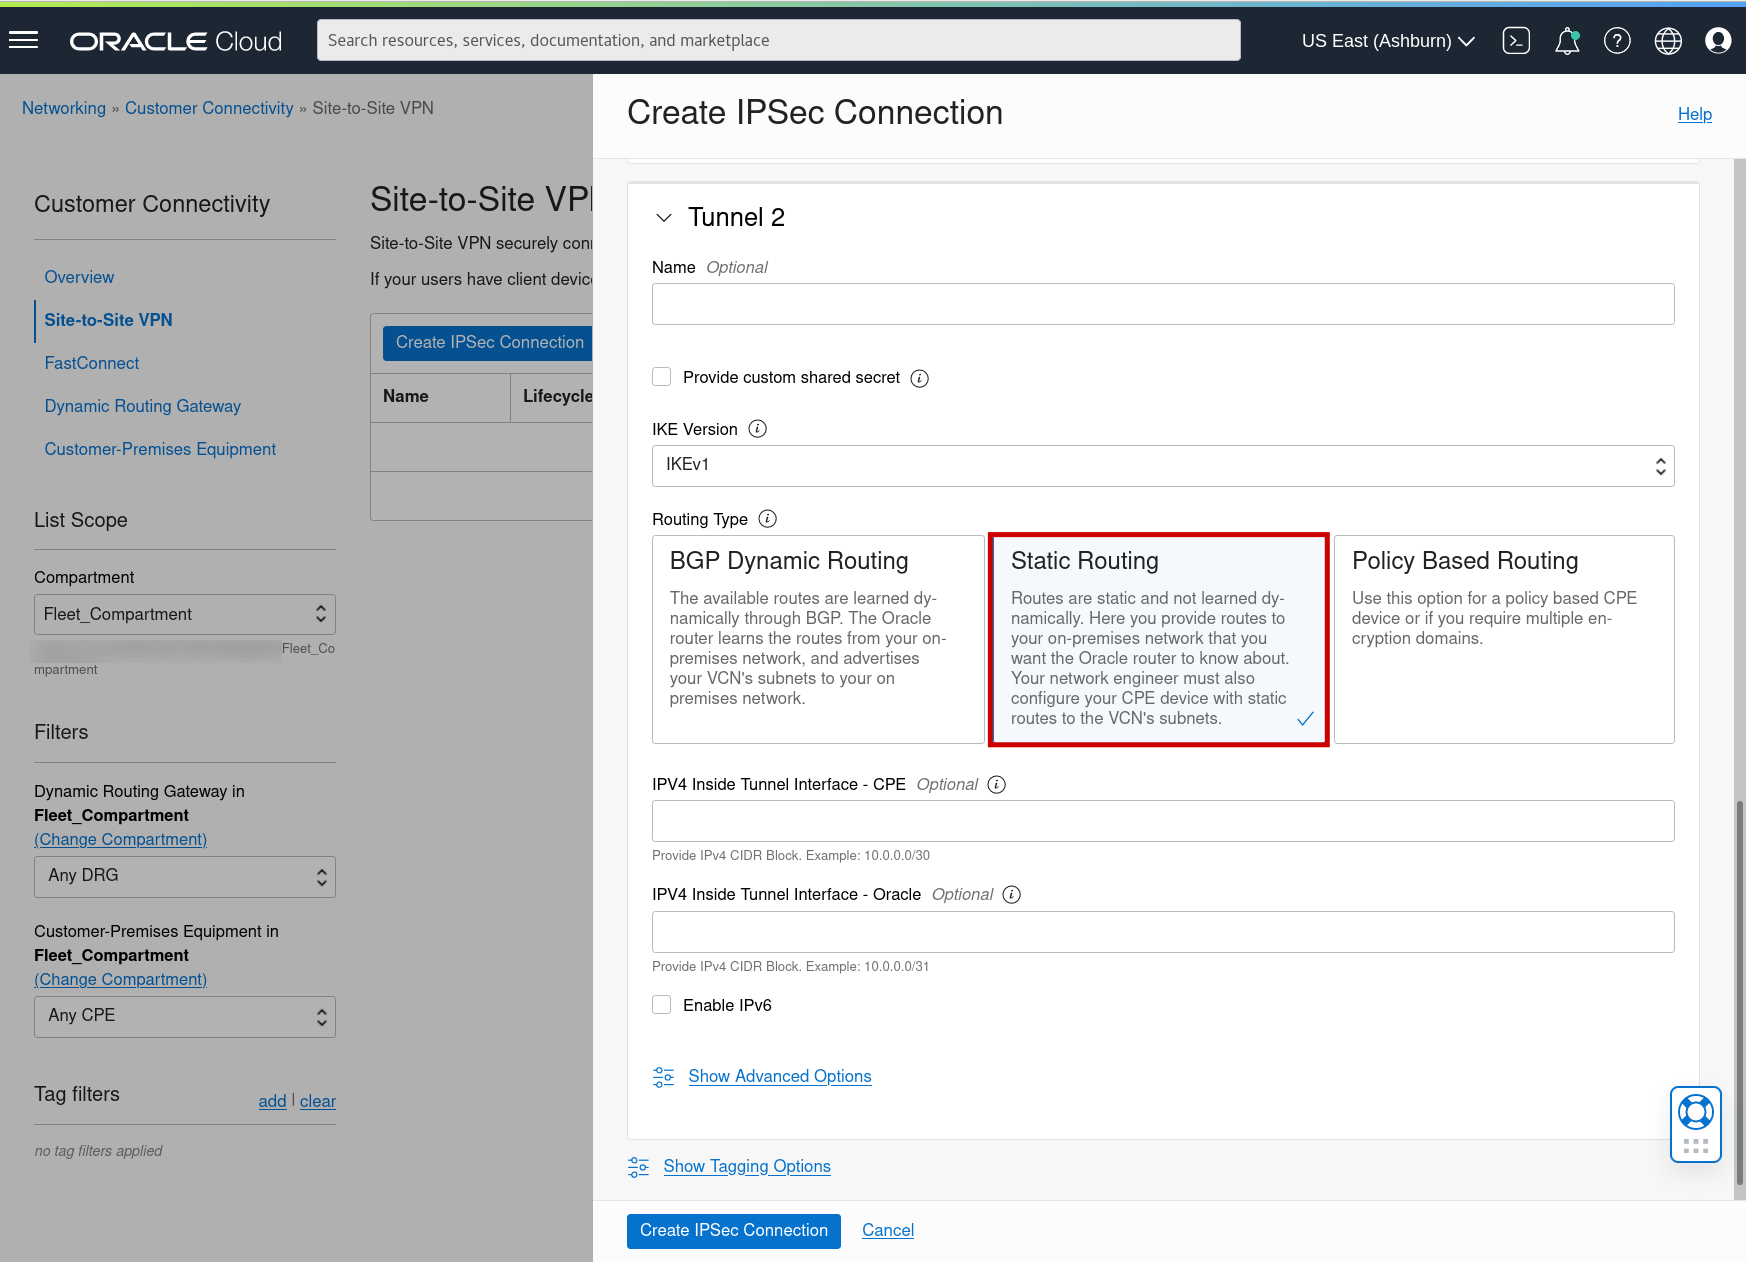 ORACLE Cloud
Search resources, services, documentation, and marketplace
US East (Ashburn)
Networking » Customer Connectivity » Site-to-Site VPN
Customer Connectivity
Overview
Site-to-Site VPN
FastConnect
Dynamic Routing Gateway
Customer-Premises Equipment
List Scope
Compartment
Fleet_Compartment
Fleet_Co
mpartment
Filters
Dynamic Routing Gateway in
Fleet_Compartment
(Change Compartment)
Any DRG
Customer-Premises Equipment in
Fleet_Compartment
(Change Compartment)
Any CPE
Tag filters
add | clear
no tag filters applied
Site-to-Site VP
Site-to-Site VPN securely con
If your users have client device
Create IPSec Connection
Name
Lifecycle
Create IPSec Connection
Help
Tunnel 2
Name Optional
Provide custom shared secret
IKE Version
IKEv1
Routing Type
BGP Dynamic Routing
The available routes are learned dy-
namically through BGP. The Oracle
router learns the routes from your on-
premises network, and advertises
your VCN's subnets to your on
premises network.
Static Routing
Routes are static and not learned dy-
namically. Here you provide routes to
your on-premises network that you
want the Oracle router to know about.
Your network engineer must also
configure your CPE device with static
routes to the VCN's subnets.
Policy Based Routing
Use this option for a policy based CPE
device or if you require multiple en-
cryption domains.
IPV4 Inside Tunnel Interface - CPE Optional
Provide IPv4 CIDR Block. Example: 10.0.0.0/30
IPV4 Inside Tunnel Interface - Oracle Optional
Provide IPv4 CIDR Block. Example: 10.0.0.0/31
Enable IPv6
Show Advanced Options
Show Tagging Options
Create IPSec Connection
Cancel